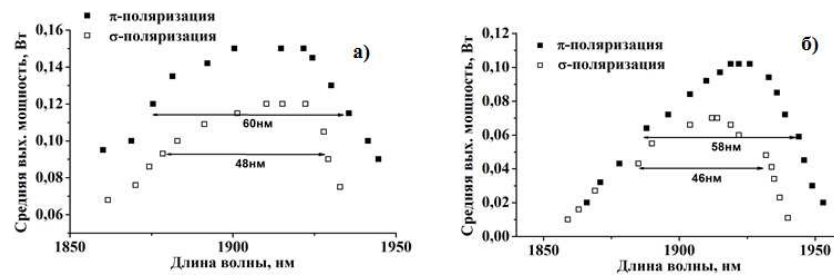 π-поляризация
σ-поляризация
а)
Средняя вых. мощность, Вт
0,16
0,14
0,12
0,10
0,08
0,06
60нм
48нм
1850
1900
1950
Длина волны, нм
б)
π-поляризация
σ-поляризация
Средняя вых. мощность, Вт
0,12
0,10
0,08
0,06
0,04
0,02
0,00
58нм
46нм
1850
1900
1950
Длина волны, нм